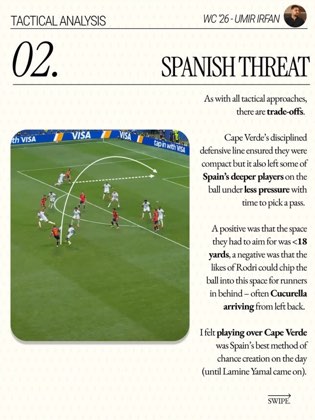 TACTICAL ANALYSIS
WC '26 - UMIR IRFAN
02.
SPANISH THREAT
As with all tactical approaches,
there are trade-offs.
Cape Verde's disciplined
defensive line ensured they were
compact but it also left some of
Spain's deeper players on the
ball under less pressure with
time to pick a pass.
A positive was that the space
they had to aim for was <18
yards, a negative was that the
likes of Rodri could chip the
ball into this space for runners
in behind – often Cucurella
arriving from left back.
I felt playing over Cape Verde
was Spain's best method of
chance creation on the day
(until Lamine Yamal came on).
with VISA
VISA
VISA
tap in with VISA
SWIPE